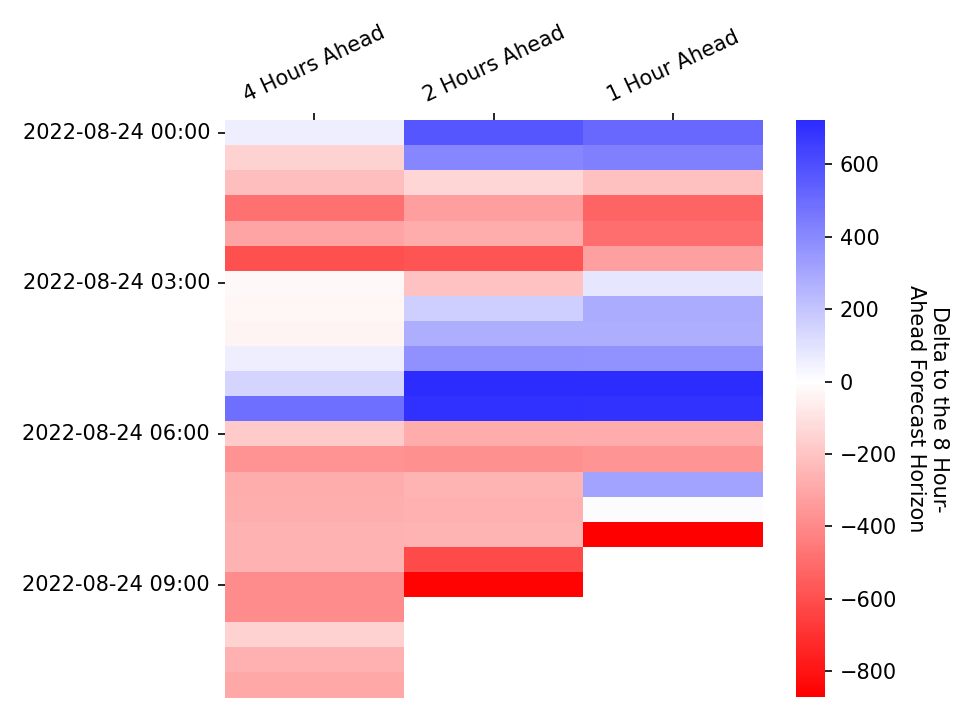 4 Hours Ahead
2 Hours Ahead
1 Hour Ahead
2022-08-24 00:00
2022-08-24 03:00
2022-08-24 06:00
2022-08-24 09:00
600
400
200
0
−200
−400
−600
−800
Delta to the 8 Hour-
Ahead Forecast Horizon